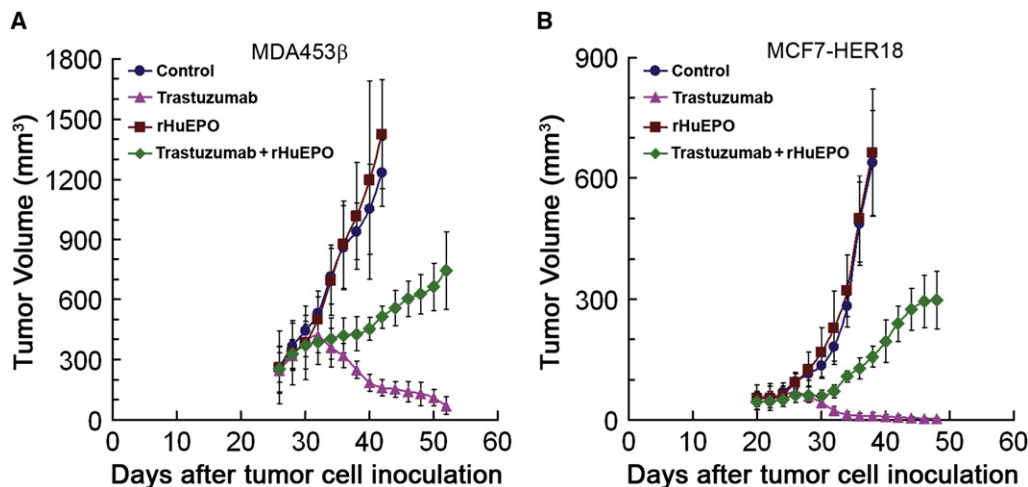 A
MDA453β
1800
1500
1200
900
600
300
0
Tumor Volume (mm³)
Control
Trastuzumab
rHuEPO
Trastuzumab + rHuEPO
0 10 20 30 40 50 60
Days after tumor cell inoculation
B
MCF7-HER18
900
600
300
0
Tumor Volume (mm³)
Control
Trastuzumab
rHuEPO
Trastuzumab + rHuEPO
0 10 20 30 40 50 60
Days after tumor cell inoculation